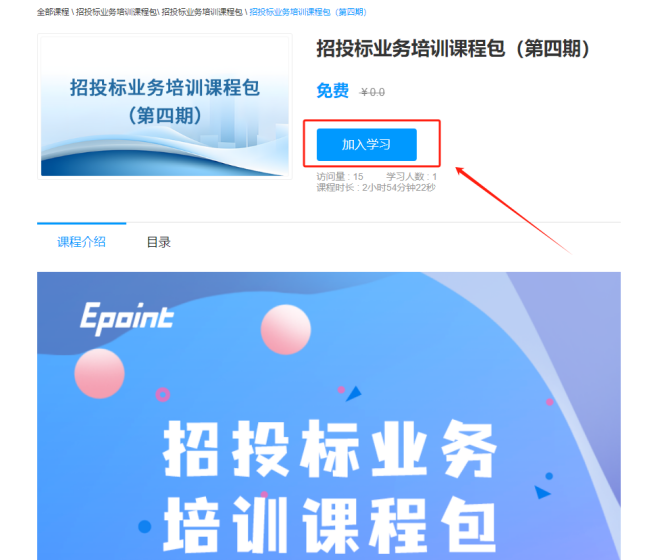 全部课程 \ 招投标业务培训课程包\ 招投标业务培训课程包 \ 招投标业务培训课程包（第四期）
招投标业务培训课程包
（第四期）
招投标业务培训课程包（第四期）
免费 ￥0.0
加入学习
访问量 : 15 学习人数 : 1
课程时长 : 2小时54分钟22秒
课程介绍 目录
Epoint
招投标业务
培训课程包